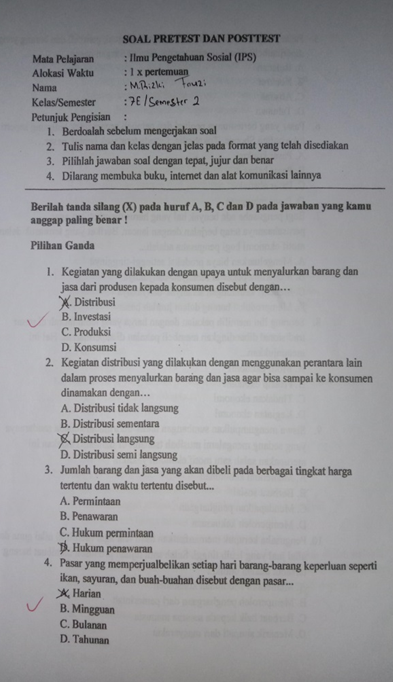 SOAL PRETEST DAN POSTTEST
Mata Pelajaran : Ilmu Pengetahuan Sosial (IPS)
Alokasi Waktu : 1 x pertemuan
Nama : M.Rizki Fauzi
Kelas/Semester : 7E/Semester 2
Petunjuk Pengisian :
1. Berdoalah sebelum mengerjakan soal
2. Tulis nama dan kelas dengan jelas pada format yang telah disediakan
3. Pilihlah jawaban soal dengan tepat, jujur dan benar
4. Dilarang membuka buku, internet dan alat komunikasi lainnya
Berilah tanda silang (X) pada huruf A, B, C dan D pada jawaban yang kamu
anggap paling benar !
Pilihan Ganda
1. Kegiatan yang dilakukan dengan upaya untuk menyalurkan barang dan
jasa dari produsen kepada konsumen disebut dengan…
A. Distribusi
B. Investasi
C. Produksi
D. Konsumsi
2. Kegiatan distribusi yang dilakukan dengan menggunakan perantara lain
dalam proses menyalurkan barang dan jasa agar bisa sampai ke konsumen
dinamakan dengan…
A. Distribusi tidak langsung
B. Distribusi sementara
C. Distribusi langsung
D. Distribusi semi langsung
3. Jumlah barang dan jasa yang akan dibeli pada berbagai tingkat harga
tertentu dan waktu tertentu disebut...
A. Permintaan
B. Penawaran
C. Hukum permintaan
D. Hukum penawaran
4. Pasar yang memperjualbelikan setiap hari barang-barang keperluan seperti
ikan, sayuran, dan buah-buahan disebut dengan pasar...
A. Harian
B. Mingguan
C. Bulanan
D. Tahunan